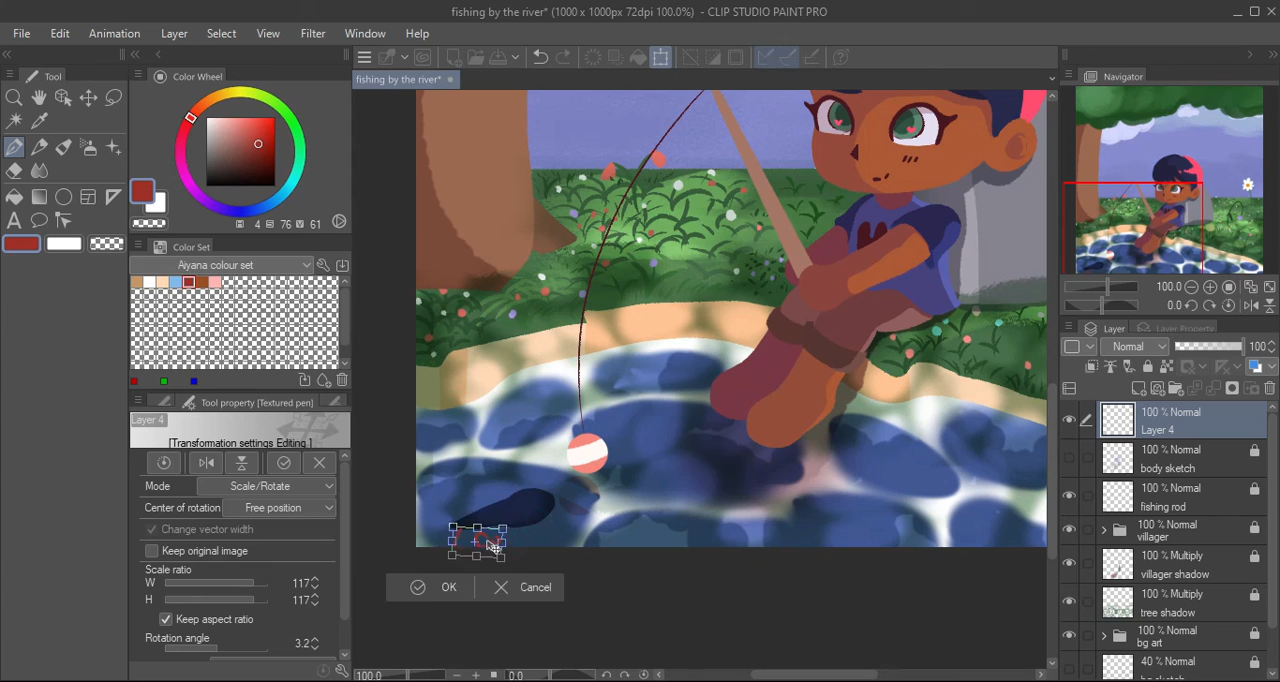 fishing by the river* (1000 x 1000px 72dpi 100.0%) - CLIP STUDIO PAINT PRO
File Edit Animation Layer Select View Filter Window Help
Tool
Color Wheel
fishing by the river*
Navigator
4 76 61
Color Set
Aiyana colour set
Tool property [Textured pen]
Layer 4
[Transformation settings Editing ]
Mode Scale/Rotate
Center of rotation Free position
Change vector width
Keep original image
Scale ratio
W 117
H 117
Keep aspect ratio
Rotation angle 3.2
OK Cancel
100.0 0.0
100.0
0.0
Layer Layer Property
Normal 100
100 % Normal
Layer 4
100 % Normal
body sketch
100 % Normal
fishing rod
100 % Normal
villager
100 % Multiply
villager shadow
100 % Multiply
tree shadow
100 % Normal
bg art
40 % Normal